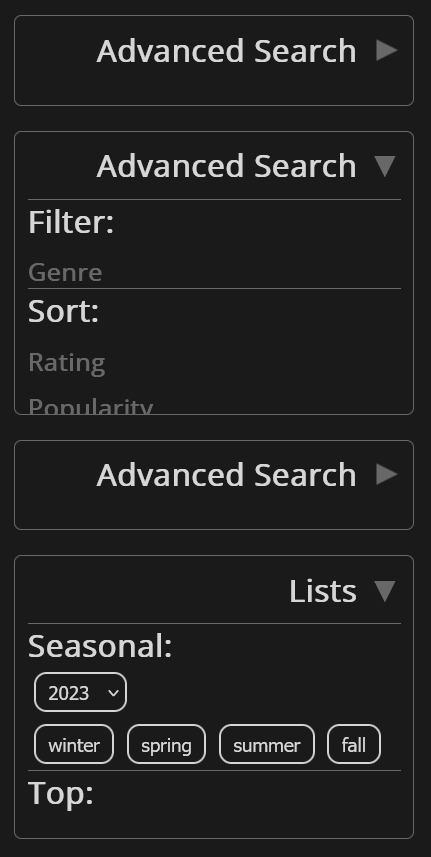 Advanced Search
Advanced Search
Filter:
Genre
Sort:
Rating
Popularity
Advanced Search
Lists
Seasonal:
2023
winter spring summer fall
Top: